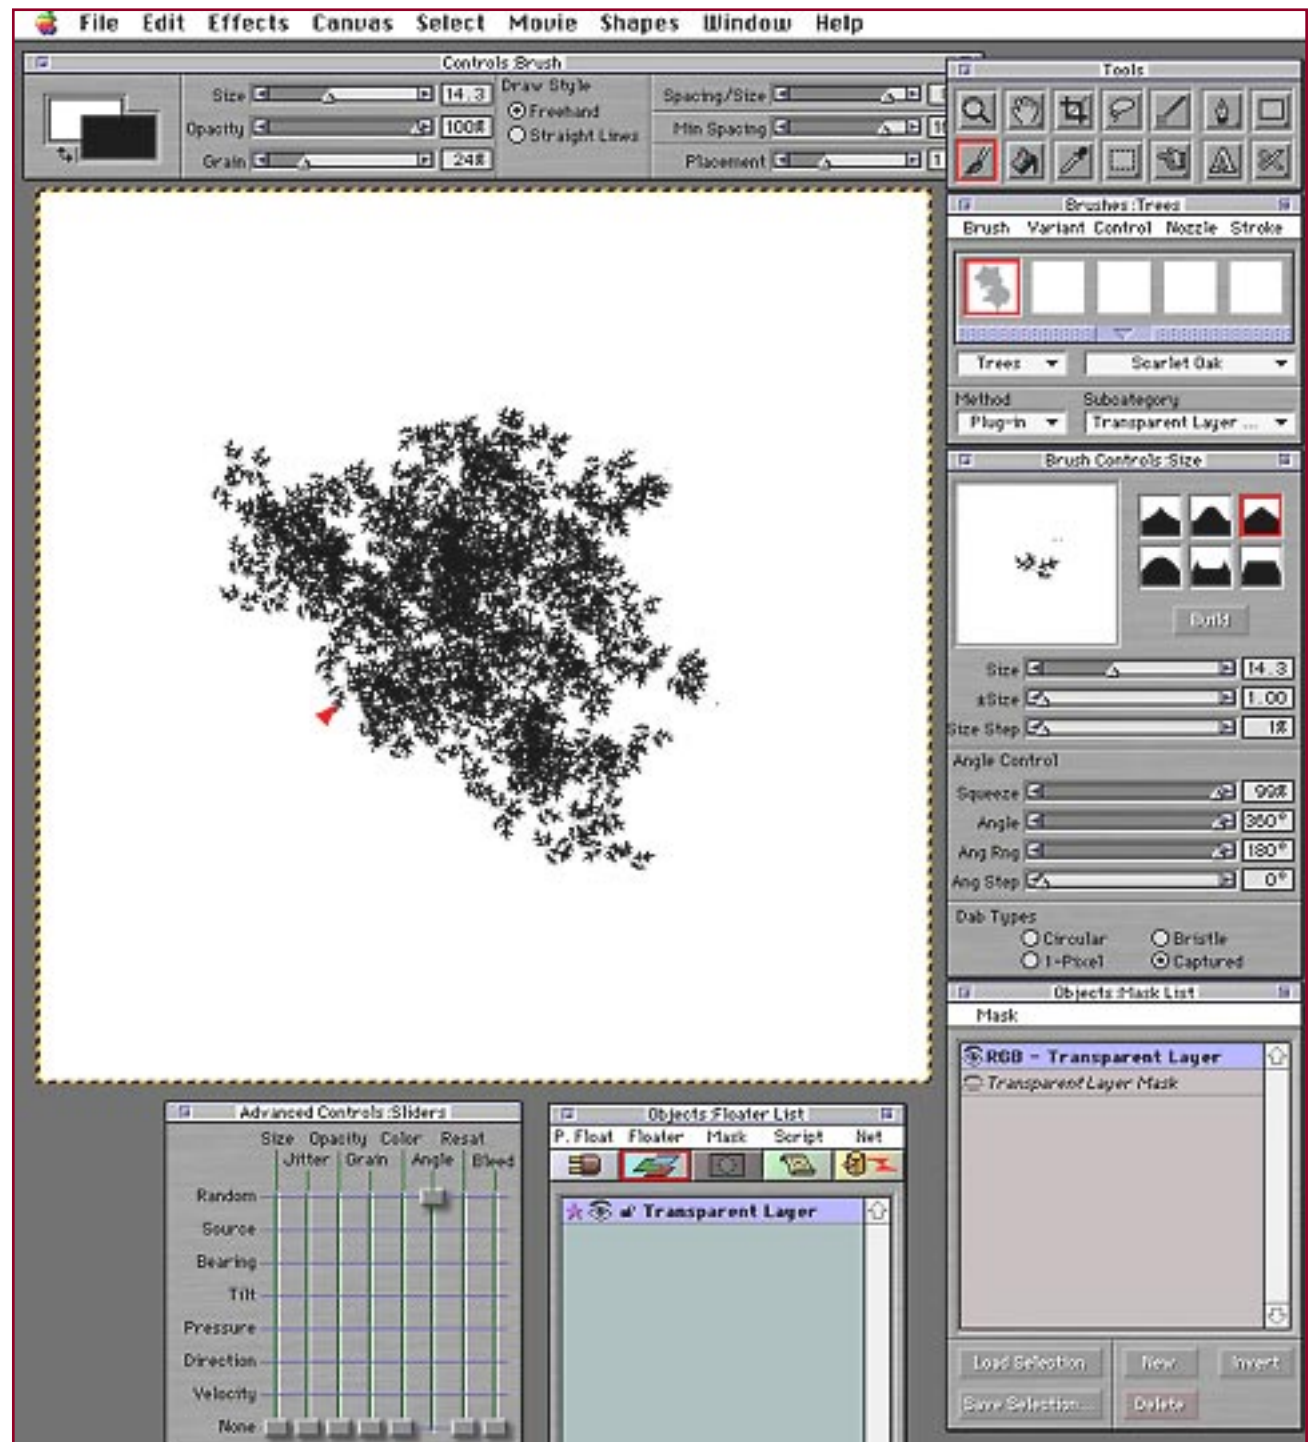 File Edit Effects Canvas Select Movie Shapes Window Help
Controls:Brush
Size 14.3
Opacity 100%
Grain 24%
Draw Style
Freehand
Straight Lines
Spacing/Size
Min Spacing
Placement
Tools
Brushes:Trees
Brush Variant Control Nozzle Stroke
Trees Scarlet Oak
Method Subcategory
Plug-in Transparent Layer ...
Brush Controls:Size
Build
Size 14.3
±Size 1.00
Size Step 1%
Angle Control
Squeeze 99%
Angle 360°
Ang Rng 180°
Ang Step 0°
Dab Types
Circular Bristle
1-Pixel Captured
Objects:Mask List
Mask
RGB - Transparent Layer
Transparent Layer Mask
Load Selection New Invert
Save Selection... Delete
Advanced Controls:Sliders
Size Opacity Color Resat
Jitter Grain Angle Bleed
Random
Source
Bearing
Tilt
Pressure
Direction
Velocity
None
Objects:Floater List
P. Float Floater Mask Script Net
Transparent Layer